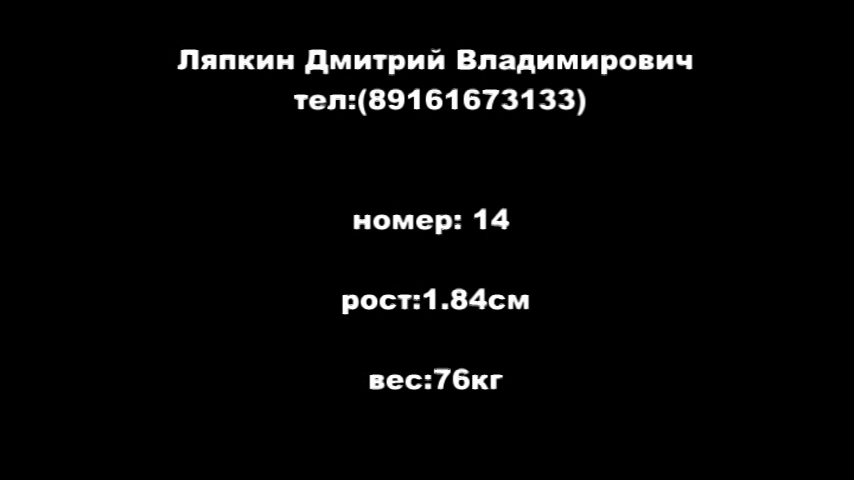 Ляпкин Дмитрий Владимирович
тел:(89161673133)
номер: 14
рост:1.84см
вес:76кг